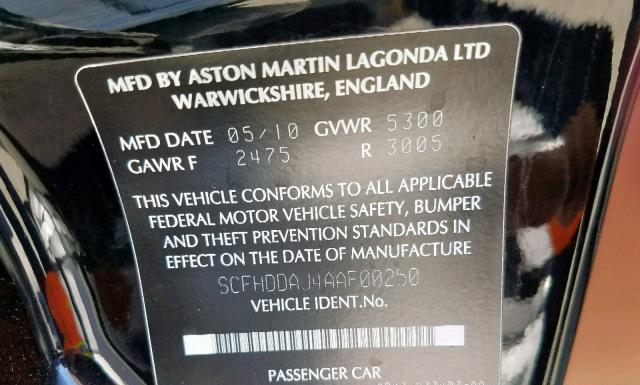 MFD BY ASTON MARTIN LAGONDA LTD
WARWICKSHIRE, ENGLAND
MFD DATE 05/10 GVWR 5300
GAWR F 2475 R 3005
THIS VEHICLE CONFORMS TO ALL APPLICABLE
FEDERAL MOTOR VEHICLE SAFETY, BUMPER
AND THEFT PREVENTION STANDARDS IN
EFFECT ON THE DATE OF MANUFACTURE
SCFHDDAJ4AAF00250
VEHICLE IDENT.No.
PASSENGER CAR